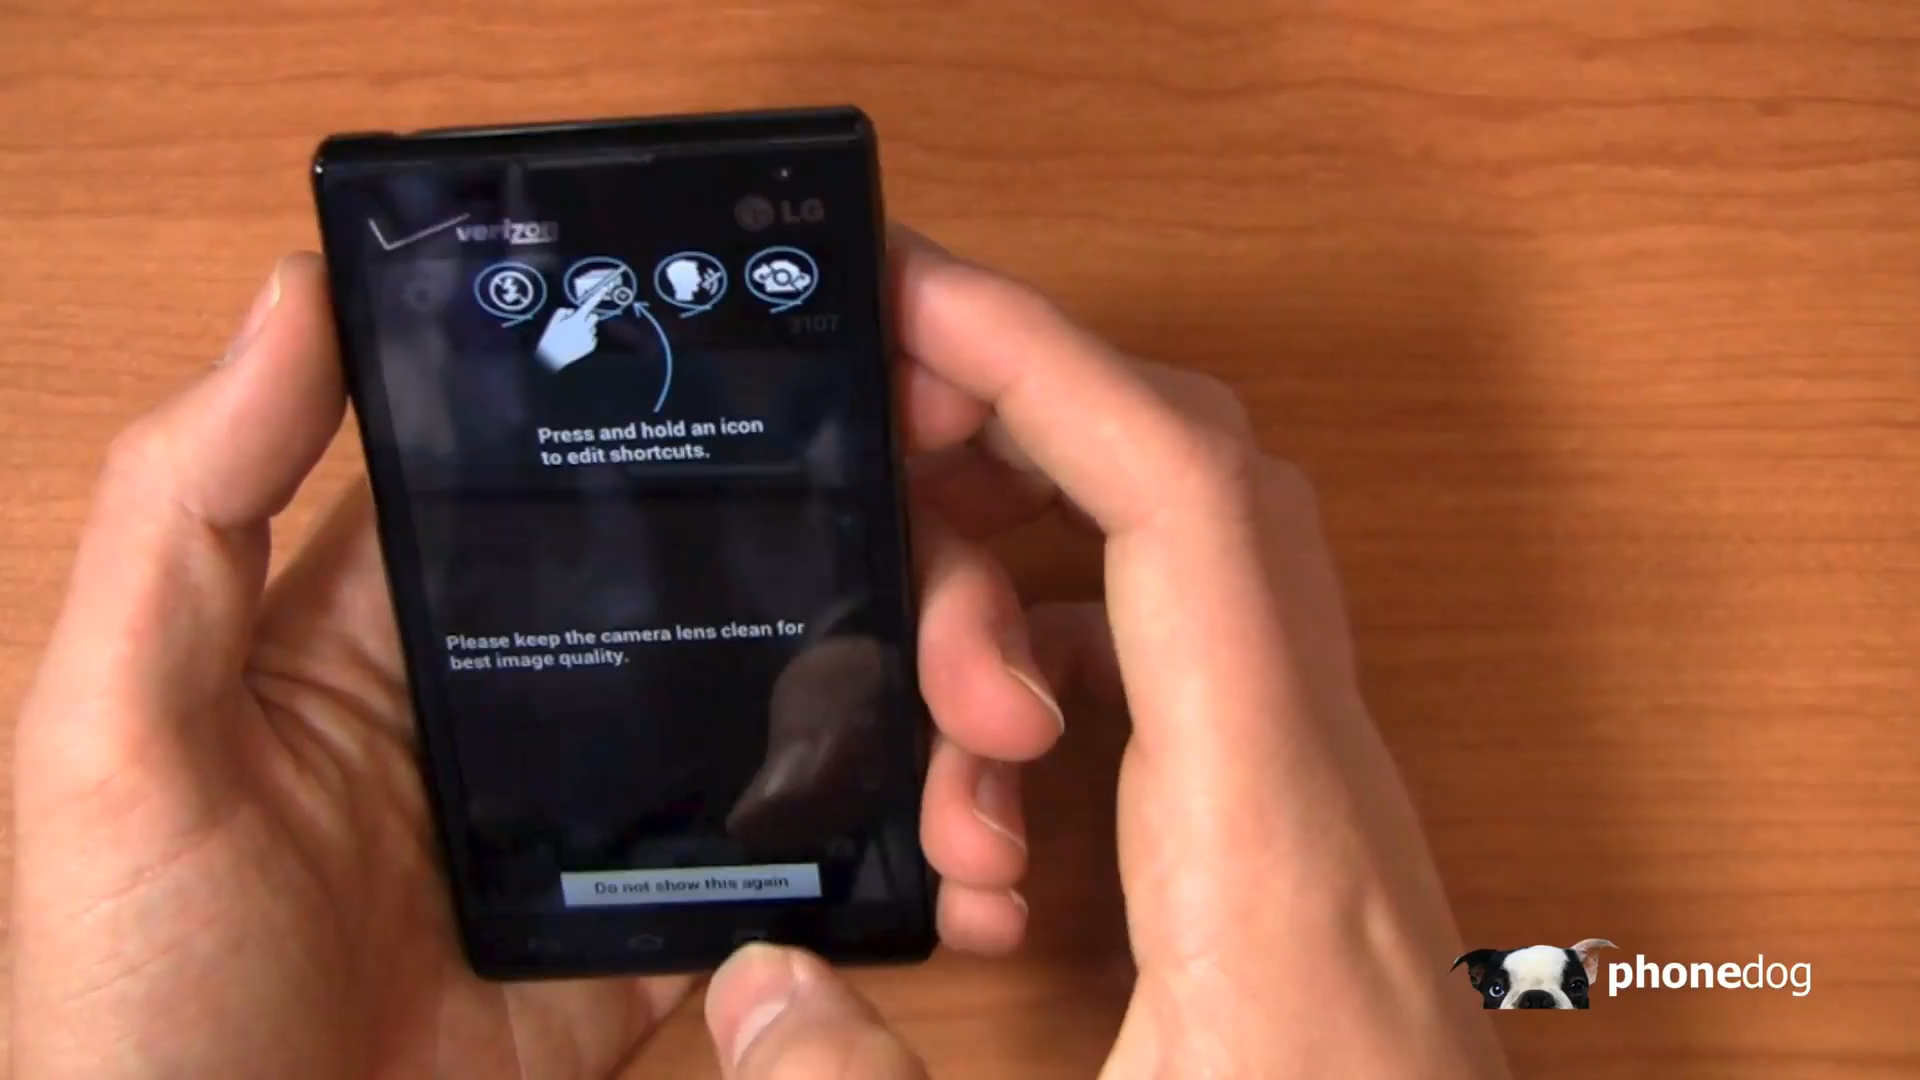 verizon
LG
3107
Press and hold an icon
to edit shortcuts.
Please keep the camera lens clean for
best image quality.
Do not show this again
phonedog